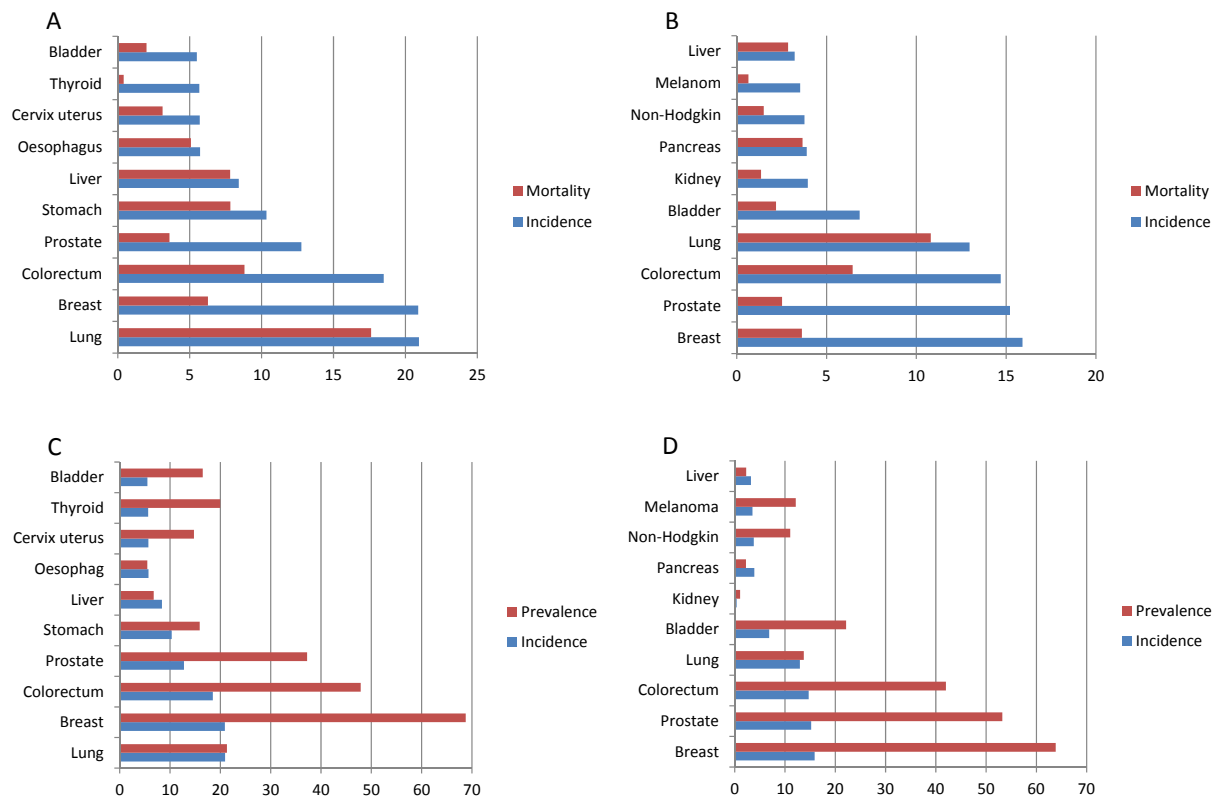 A
Bladder
Thyroid
Cervix uterus
Oesophagus
Liver
Stomach
Prostate
Colorectum
Breast
Lung
0 5 10 15 20 25
Mortality
Incidence
B
Liver
Melanom
Non-Hodgkin
Pancreas
Kidney
Bladder
Lung
Colorectum
Prostate
Breast
0 5 10 15 20
Mortality
Incidence
C
Bladder
Thyroid
Cervix uterus
Oesophag
Liver
Stomach
Prostate
Colorectum
Breast
Lung
0 10 20 30 40 50 60 70
Prevalence
Incidence
D
Liver
Melanoma
Non-Hodgkin
Pancreas
Kidney
Bladder
Lung
Colorectum
Prostate
Breast
0 10 20 30 40 50 60 70
Prevalence
Incidence